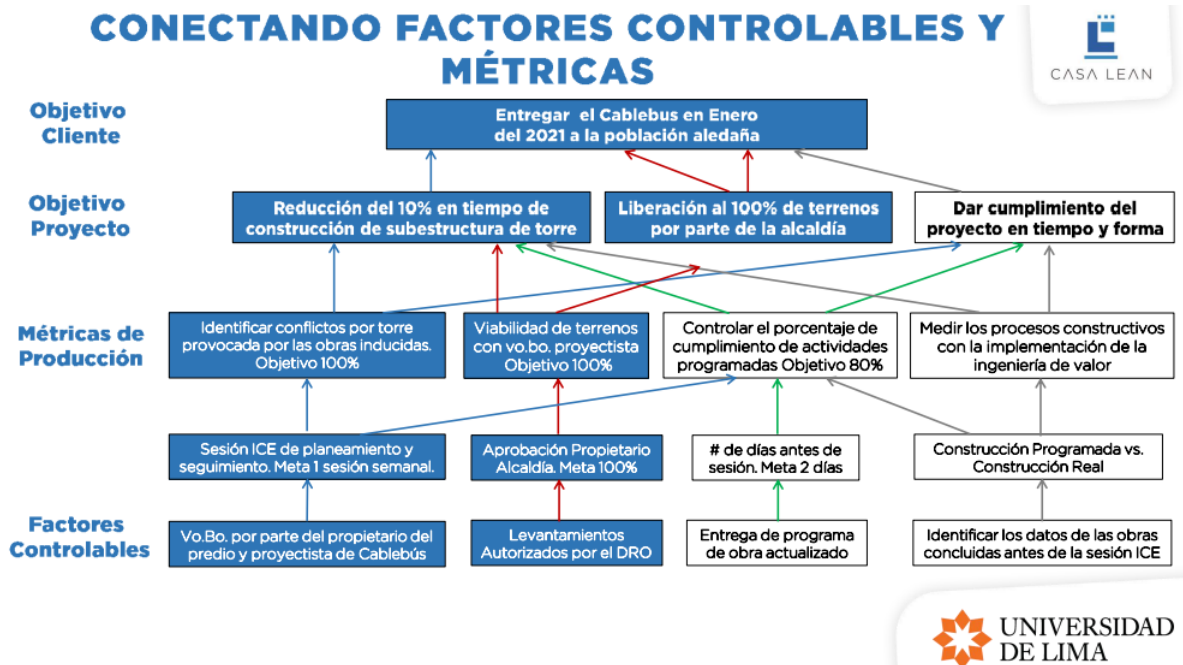 CONECTANDO FACTORES CONTROLABLES Y
MÉTRICAS
CASA LEAN
Objetivo
Cliente
Entregar el Cablebus en Enero
del 2021 a la población aledaña
Objetivo
Proyecto
Reducción del 10% en tiempo de
construcción de subestructura de torre
Liberación al 100% de terrenos
por parte de la alcaldía
Dar cumplimiento del
proyecto en tiempo y forma
Métricas de
Producción
Identificar conflictos por torre
provocada por las obras inducidas.
Objetivo 100%
Viabilidad de terrenos
con vo.bo. proyectista
Objetivo 100%
Controlar el porcentaje de
cumplimiento de actividades
programadas Objetivo 80%
Medir los procesos constructivos
con la implementación de la
ingeniería de valor
Sesión ICE de planeamiento y
seguimiento. Meta 1 sesión semanal.
Aprobación Propietario
Alcaldía. Meta 100%
# de días antes de
sesión. Meta 2 días
Construcción Programada vs.
Construcción Real
Factores
Controlables
Vo.Bo. por parte del propietario del
predio y proyectista de Cablebús
Levantamientos
Autorizados por el DRO
Entrega de programa
de obra actualizado
Identificar los datos de las obras
concluidas antes de la sesión ICE
UNIVERSIDAD
DE LIMA